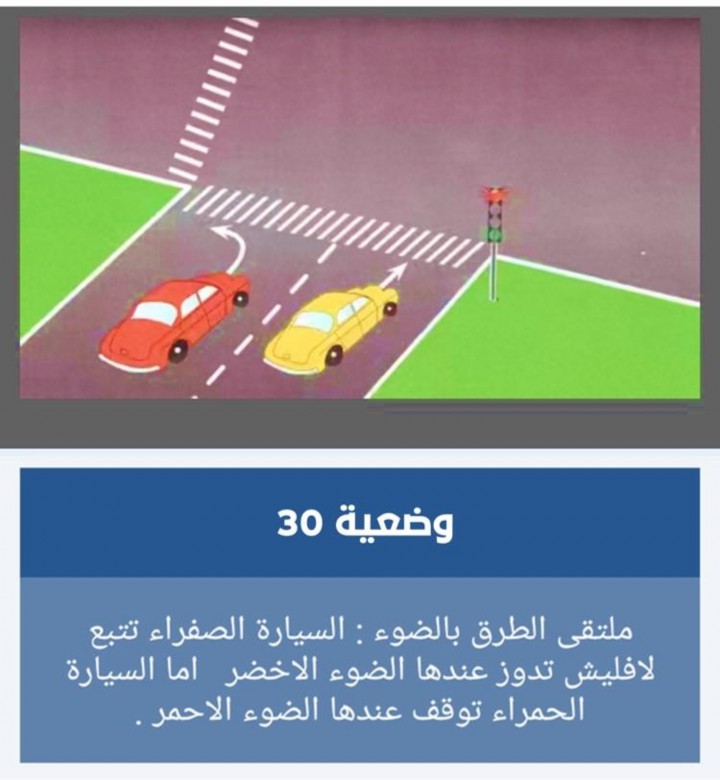 وضعية 30
ملتقى الطرق بالضوء : السيارة الصفراء تتبع
لافليش تدوز عندها الضوء الاخضر اما السيارة
الحمراء توقف عندها الضوء الاحمر .